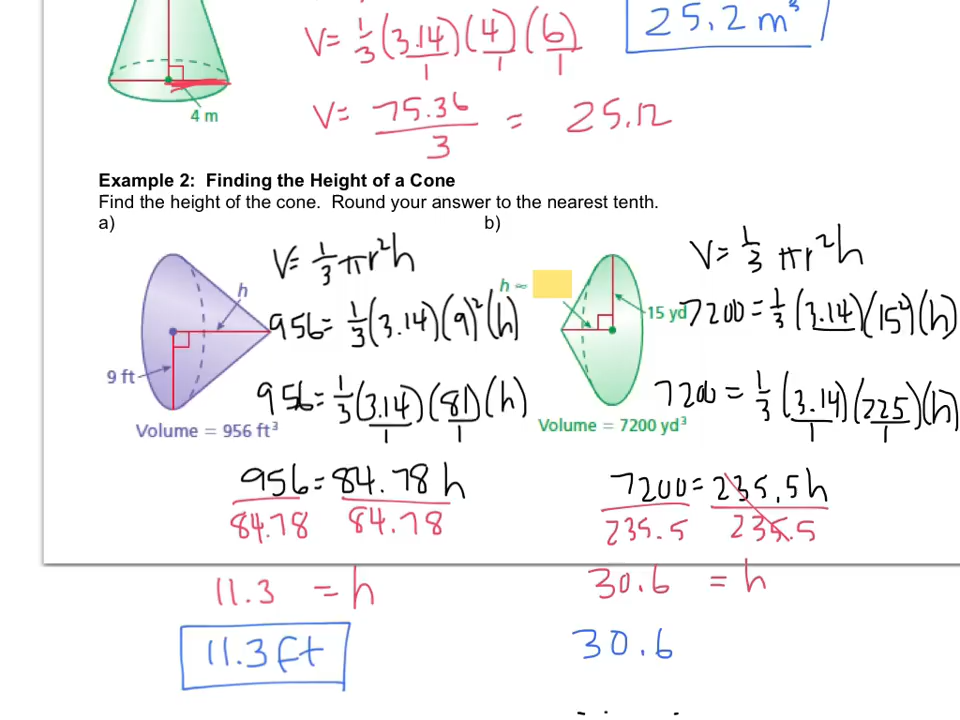 V= 1/3 (3.14/1) (4/1) (6/1)
25.2 m³
4 m
V= 75.36/3 = 25.12
Example 2: Finding the Height of a Cone
Find the height of the cone. Round your answer to the nearest tenth.
a)
V= 1/3 πr²h
h
956= 1/3 (3.14)(9)²(h)
9 ft
956= 1/3 (3.14/1) (81/1) (h)
Volume = 956 ft³
956/84.78 = 84.78h/84.78
11.3 = h
11.3 ft
b)
V= 1/3 πr²h
h ≈
15 yd
7200= 1/3 (3.14)(15²)(h)
7200 = 1/3 (3.14/1) (225/1) (h)
Volume = 7200 yd³
7200/235.5 = 235.5h/235.5
30.6 = h
30.6